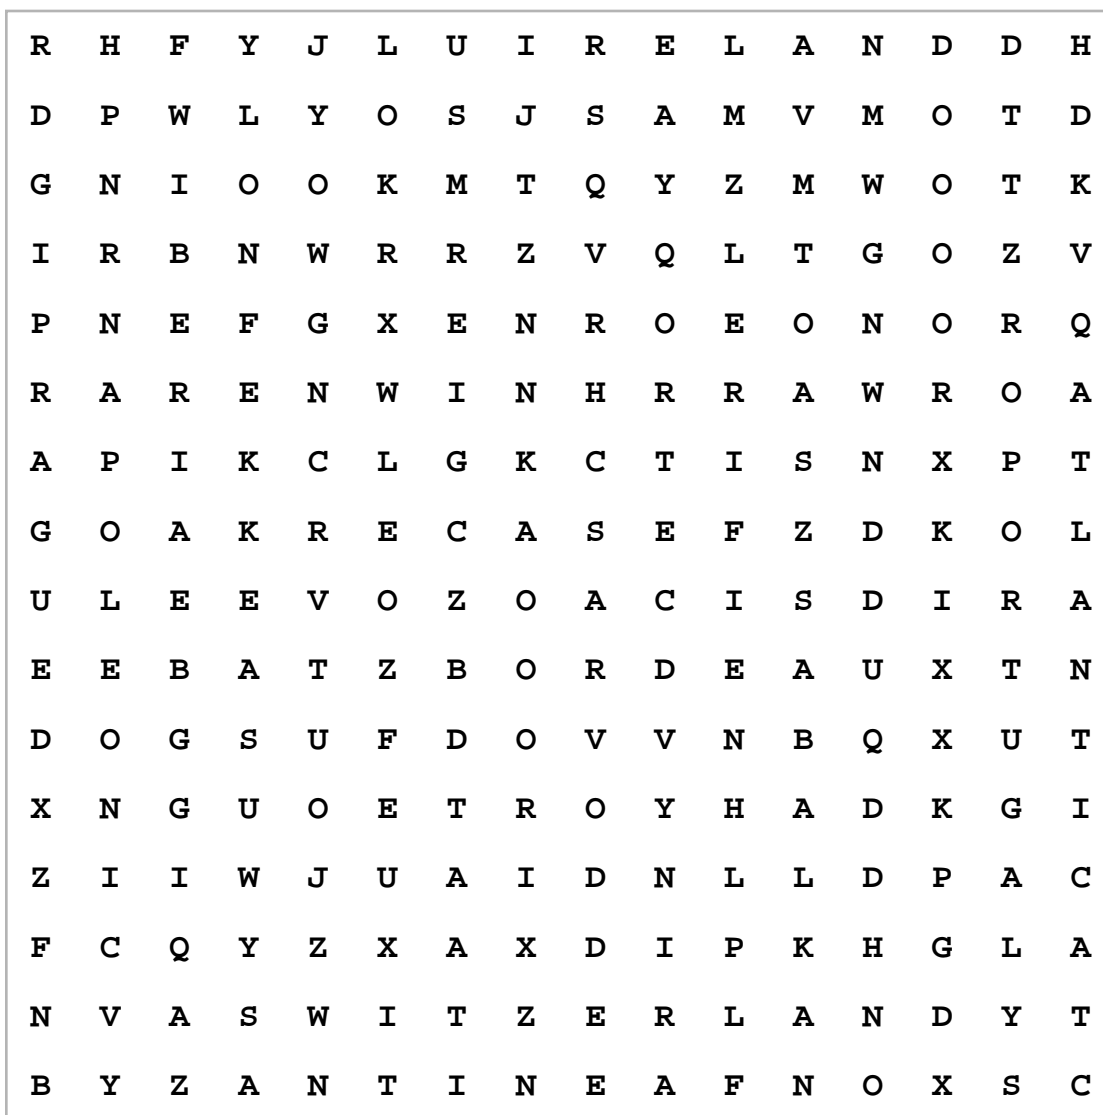 R H F Y J L U I R E L A N D D H
D P W L Y O S J S A M V M O T D
G N I O O K M T Q Y Z M W O T K
I R B N W R R Z V Q L T G O Z V
P N E F G X E N R O E O N O R Q
R A R E N W I N H R R A W R O A
A P I K C L G K C T I S N X P T
G O A K R E C A S E F Z D K O L
U L E E V O Z O A C I S D I R A
E E B A T Z B O R D E A U X T N
D O G S U F D O V V N B Q X U T
X N G U O E T R O Y H A D K G I
Z I I W J U A I D N L L D P A C
F C Q Y Z X A X D I P K H G L A
N V A S W I T Z E R L A N D Y T
B Y Z A N T I N E A F N O X S C